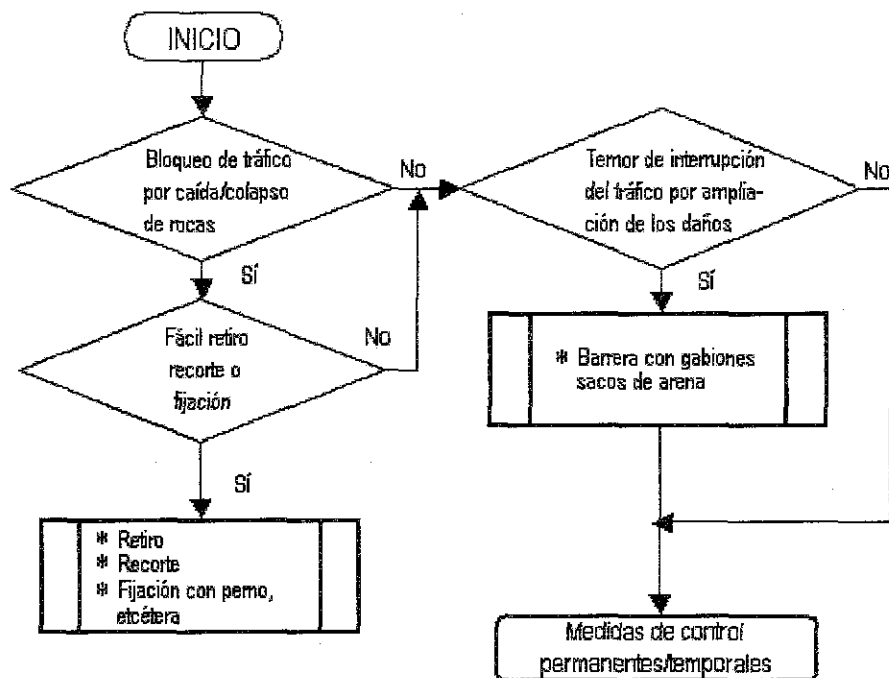 INICIO
Bloqueo de tráfico
por caída/colapso
de rocas
No
Sí
Fácil retiro
recorte o
fijación
No
Sí
* Retiro
* Recorte
* Fijación con perno,
etcétera
Temor de interrupción
del tráfico por amplia-
ción de los daños
No
Sí
* Barrera con gabiones
sacos de arena
Medidas de control
permanentes/temporales